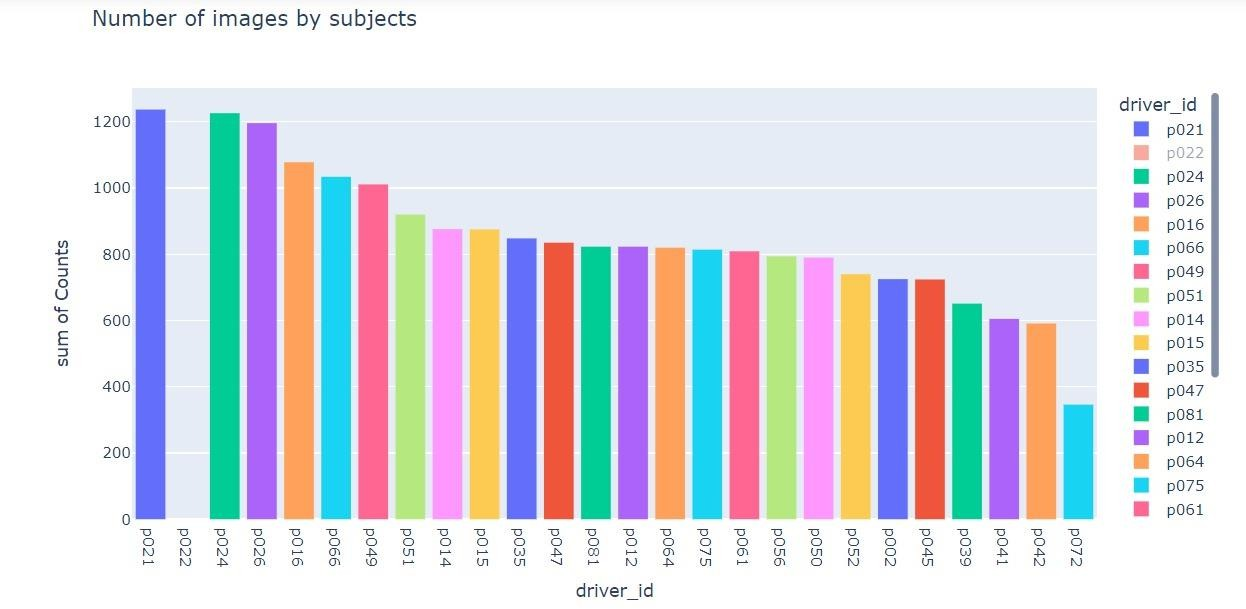 Number of images by subjects
sum of Counts
1200
1000
800
600
400
200
0
p021
p022
p024
p026
p016
p066
p049
p051
p014
p015
p035
p047
p081
p012
p064
p075
p061
p056
p050
p052
p002
p045
p039
p041
p042
p072
driver_id
driver_id
p021
p022
p024
p026
p016
p066
p049
p051
p014
p015
p035
p047
p081
p012
p064
p075
p061